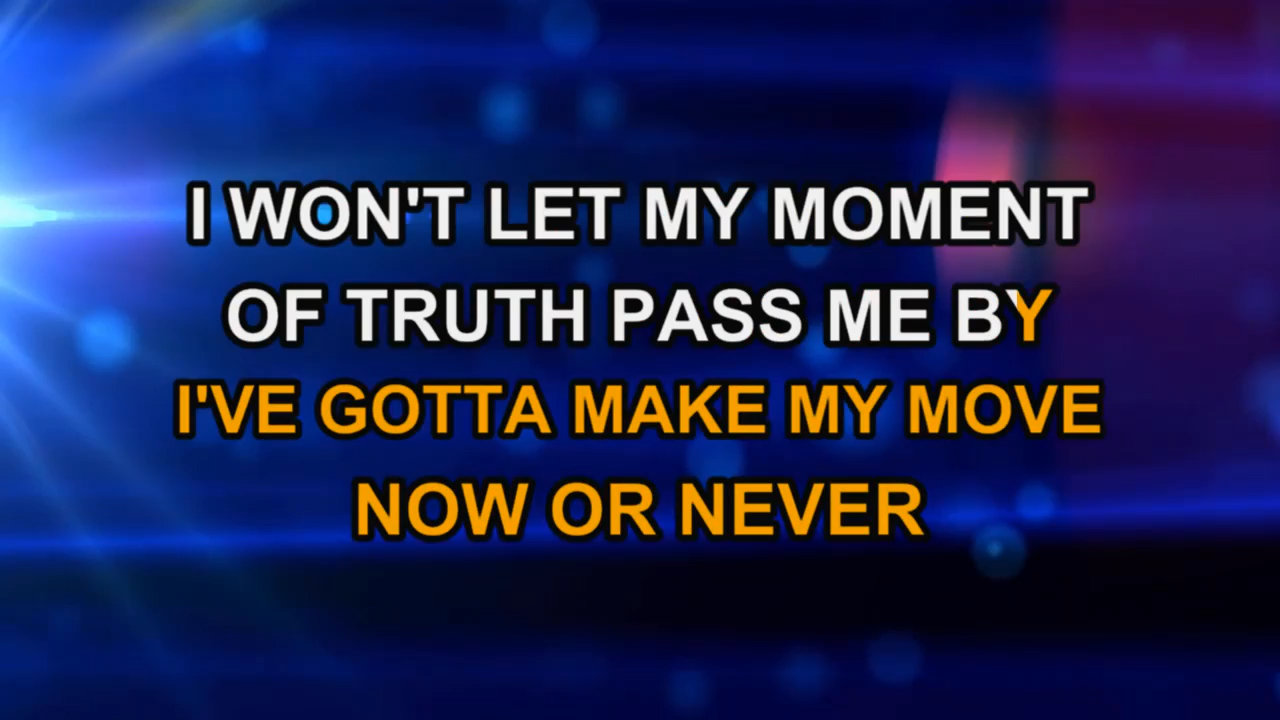 I WON'T LET MY MOMENT
OF TRUTH PASS ME BY
I'VE GOTTA MAKE MY MOVE
NOW OR NEVER